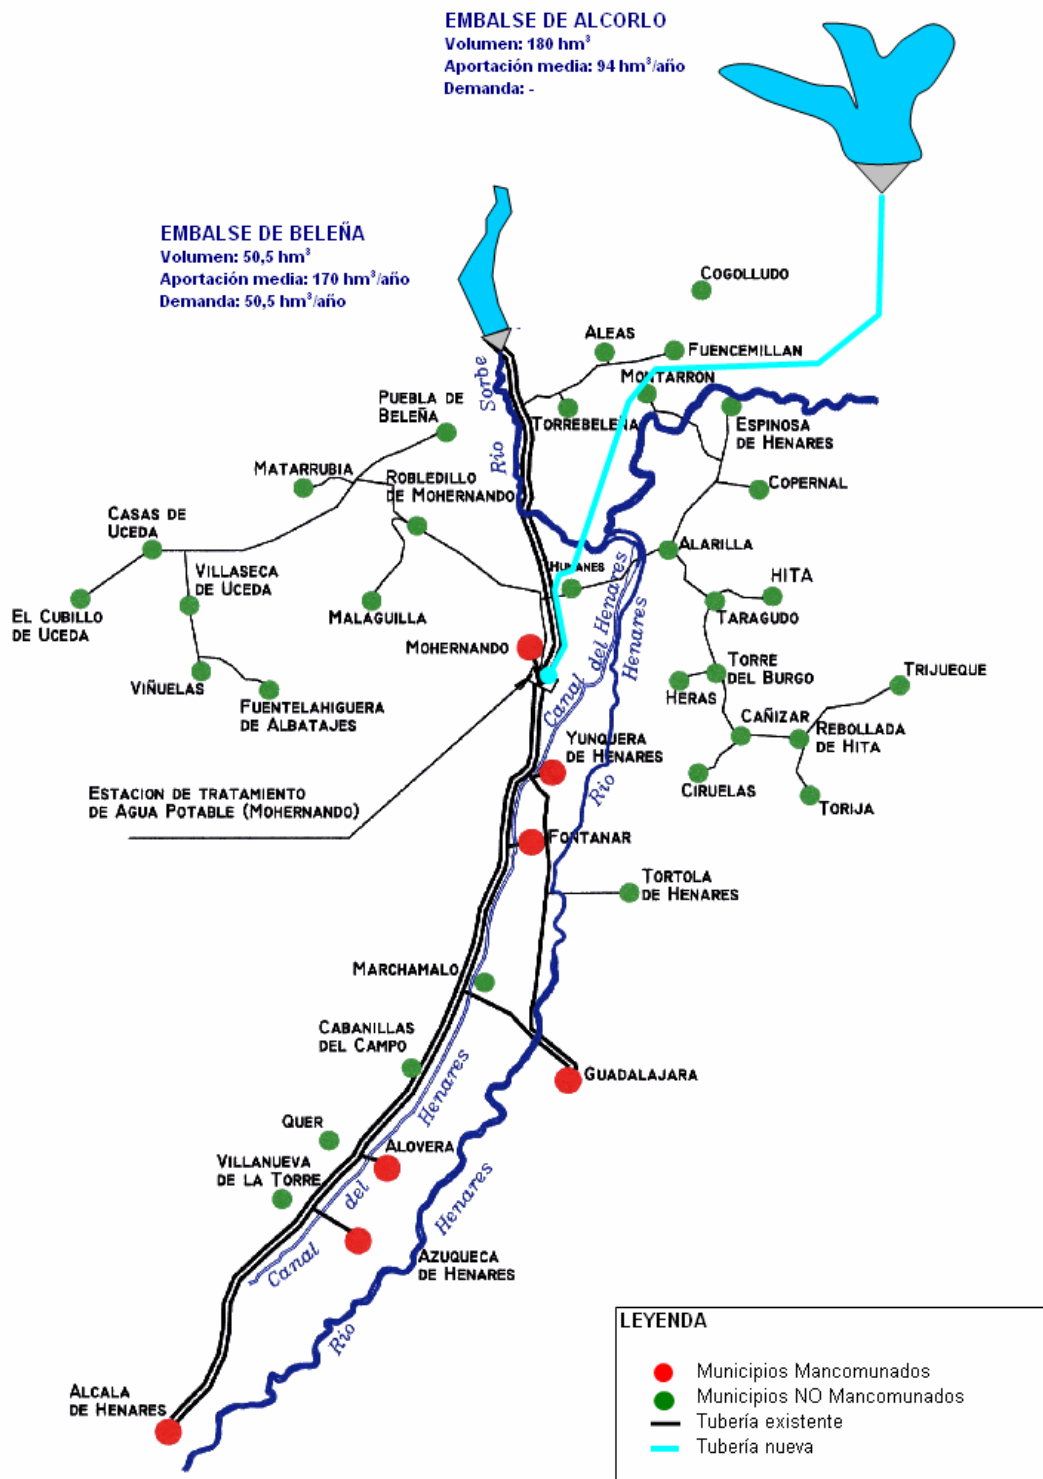 EMBALSE DE ALCORLO
Volumen: 180 hm³
Aportación media: 94 hm³/año
Demanda: -
EMBALSE DE BELEÑA
Volumen: 50,5 hm³
Aportación media: 170 hm³/año
Demanda: 50,5 hm³/año
COGOLLUDO
ALEAS
FUENCEMILLAN
MONTARRON
Sorbe
Rio
PUEBLA DE
BELEÑA
TORREBELEÑA
ESPINOSA
DE HENARES
MATARRUBIA
ROBLEDILLO
DE MOHERNANDO
COPERNAL
CASAS DE
UCEDA
ALARILLA
VILLASECA
DE UCEDA
HUMANES
HITA
EL CUBILLO
DE UCEDA
MALAGUILLA
TARAGUDO
Canal del Henares
Henares
Rio
MOHERNANDO
TORRE
DEL BURGO
TRIJUEQUE
VIÑUELAS
FUENTELAHIGUERA
DE ALBATAJES
HERAS
CAÑIZAR
REBOLLADA
DE HITA
YUNQUERA
DE HENARES
CIRUELAS
TORIJA
ESTACION DE TRATAMIENTO
DE AGUA POTABLE (MOHERNANDO)
FONTANAR
TORTOLA
DE HENARES
MARCHAMALO
CABANILLAS
DEL CAMPO
GUADALAJARA
QUER
ALOVERA
VILLANUEVA
DE LA TORRE
Canal del Henares
Rio Henares
AZUQUECA
DE HENARES
ALCALA
DE HENARES
LEYENDA
Municipios Mancomunados
Municipios NO Mancomunados
Tubería existente
Tubería nueva